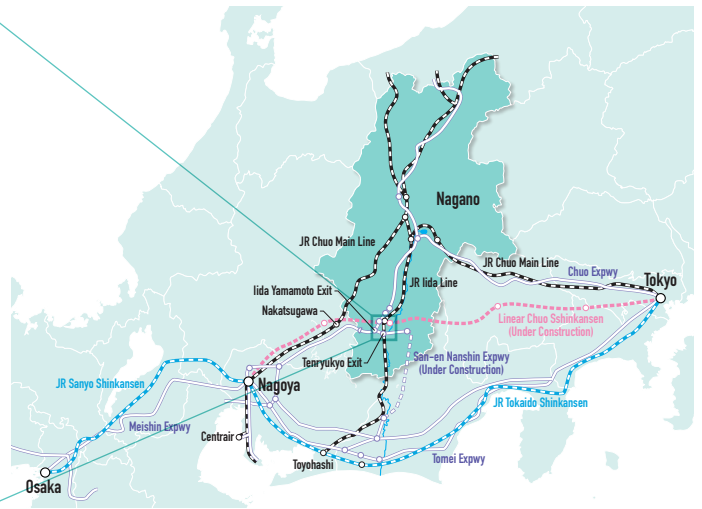 Nagano
JR Chuo Main Line
JR Chuo Main Line
Chuo Expwy
Tokyo
Iida Yamamoto Exit
JR Iida Line
Nakatsugawa
Linear Chuo Sshinkansen
(Under Construction)
Tenryukyo Exit
San-en Nanshin Expwy
(Under Construction)
JR Sanyo Shinkansen
Nagoya
JR Tokaido Shinkansen
Meishin Expwy
Centrair
Toyohashi
Tomei Expwy
Osaka